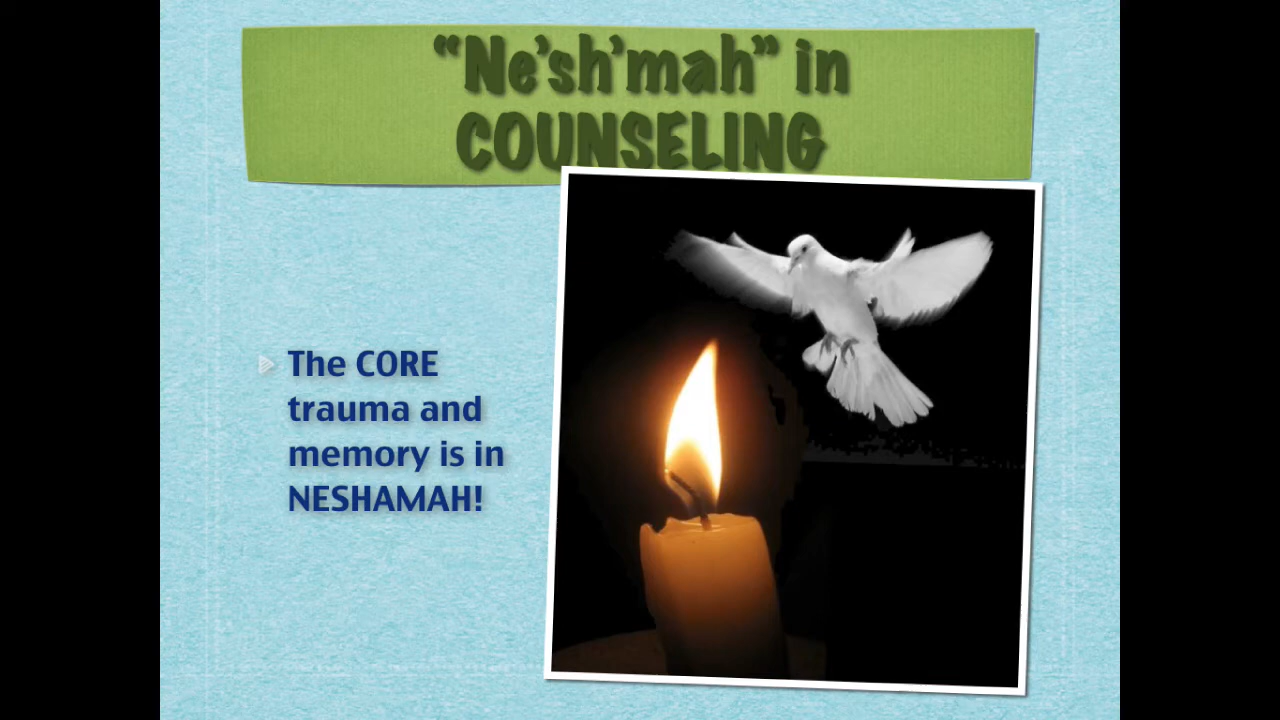 “Ne’sh’mah” in
COUNSELING
The CORE
trauma and
memory is in
NESHAMAH!